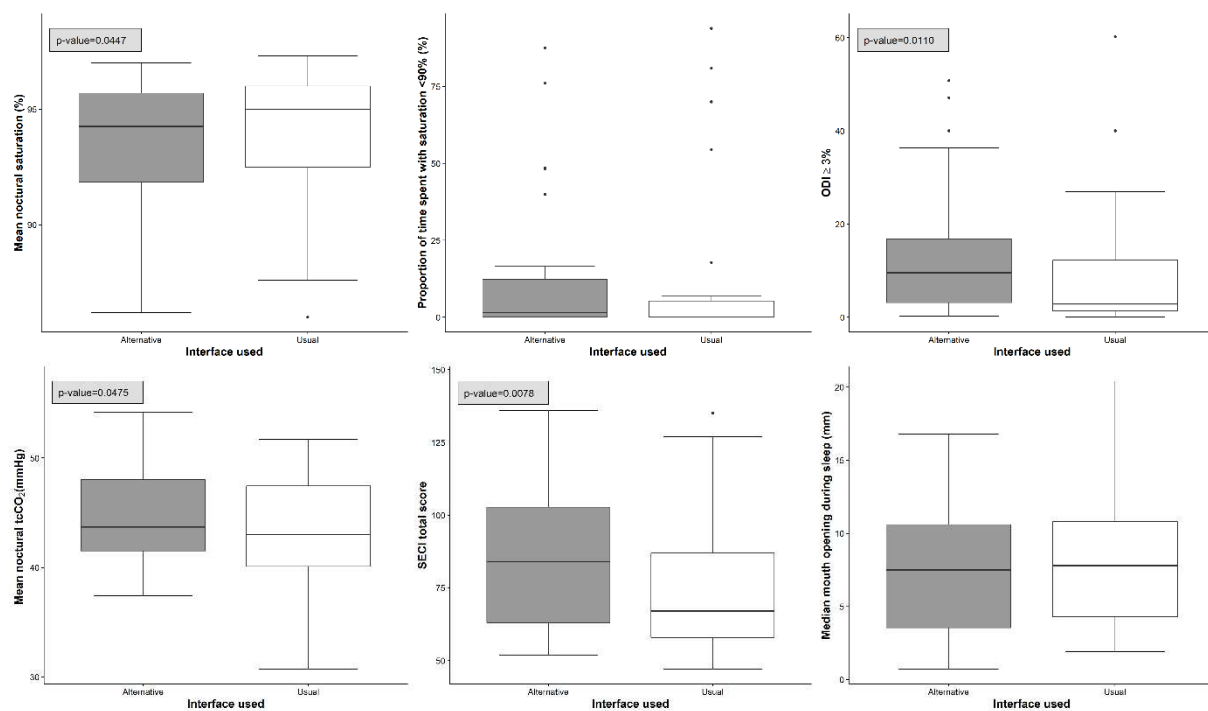 p-value=0.0447
Mean noctural saturation (%)
95
90
Alternative
Usual
Interface used
Proportion of time spent with saturation <90% (%)
75
50
25
0
Alternative
Usual
Interface used
p-value=0.0110
ODI ≥ 3%
60
40
20
0
Alternative
Usual
Interface used
p-value=0.0475
Mean noctural tcCO₂(mmHg)
50
40
30
Alternative
Usual
Interface used
p-value=0.0078
SECI total score
150
125
100
75
50
Alternative
Usual
Interface used
Median mouth opening during sleep (mm)
20
15
10
5
0
Alternative
Usual
Interface used